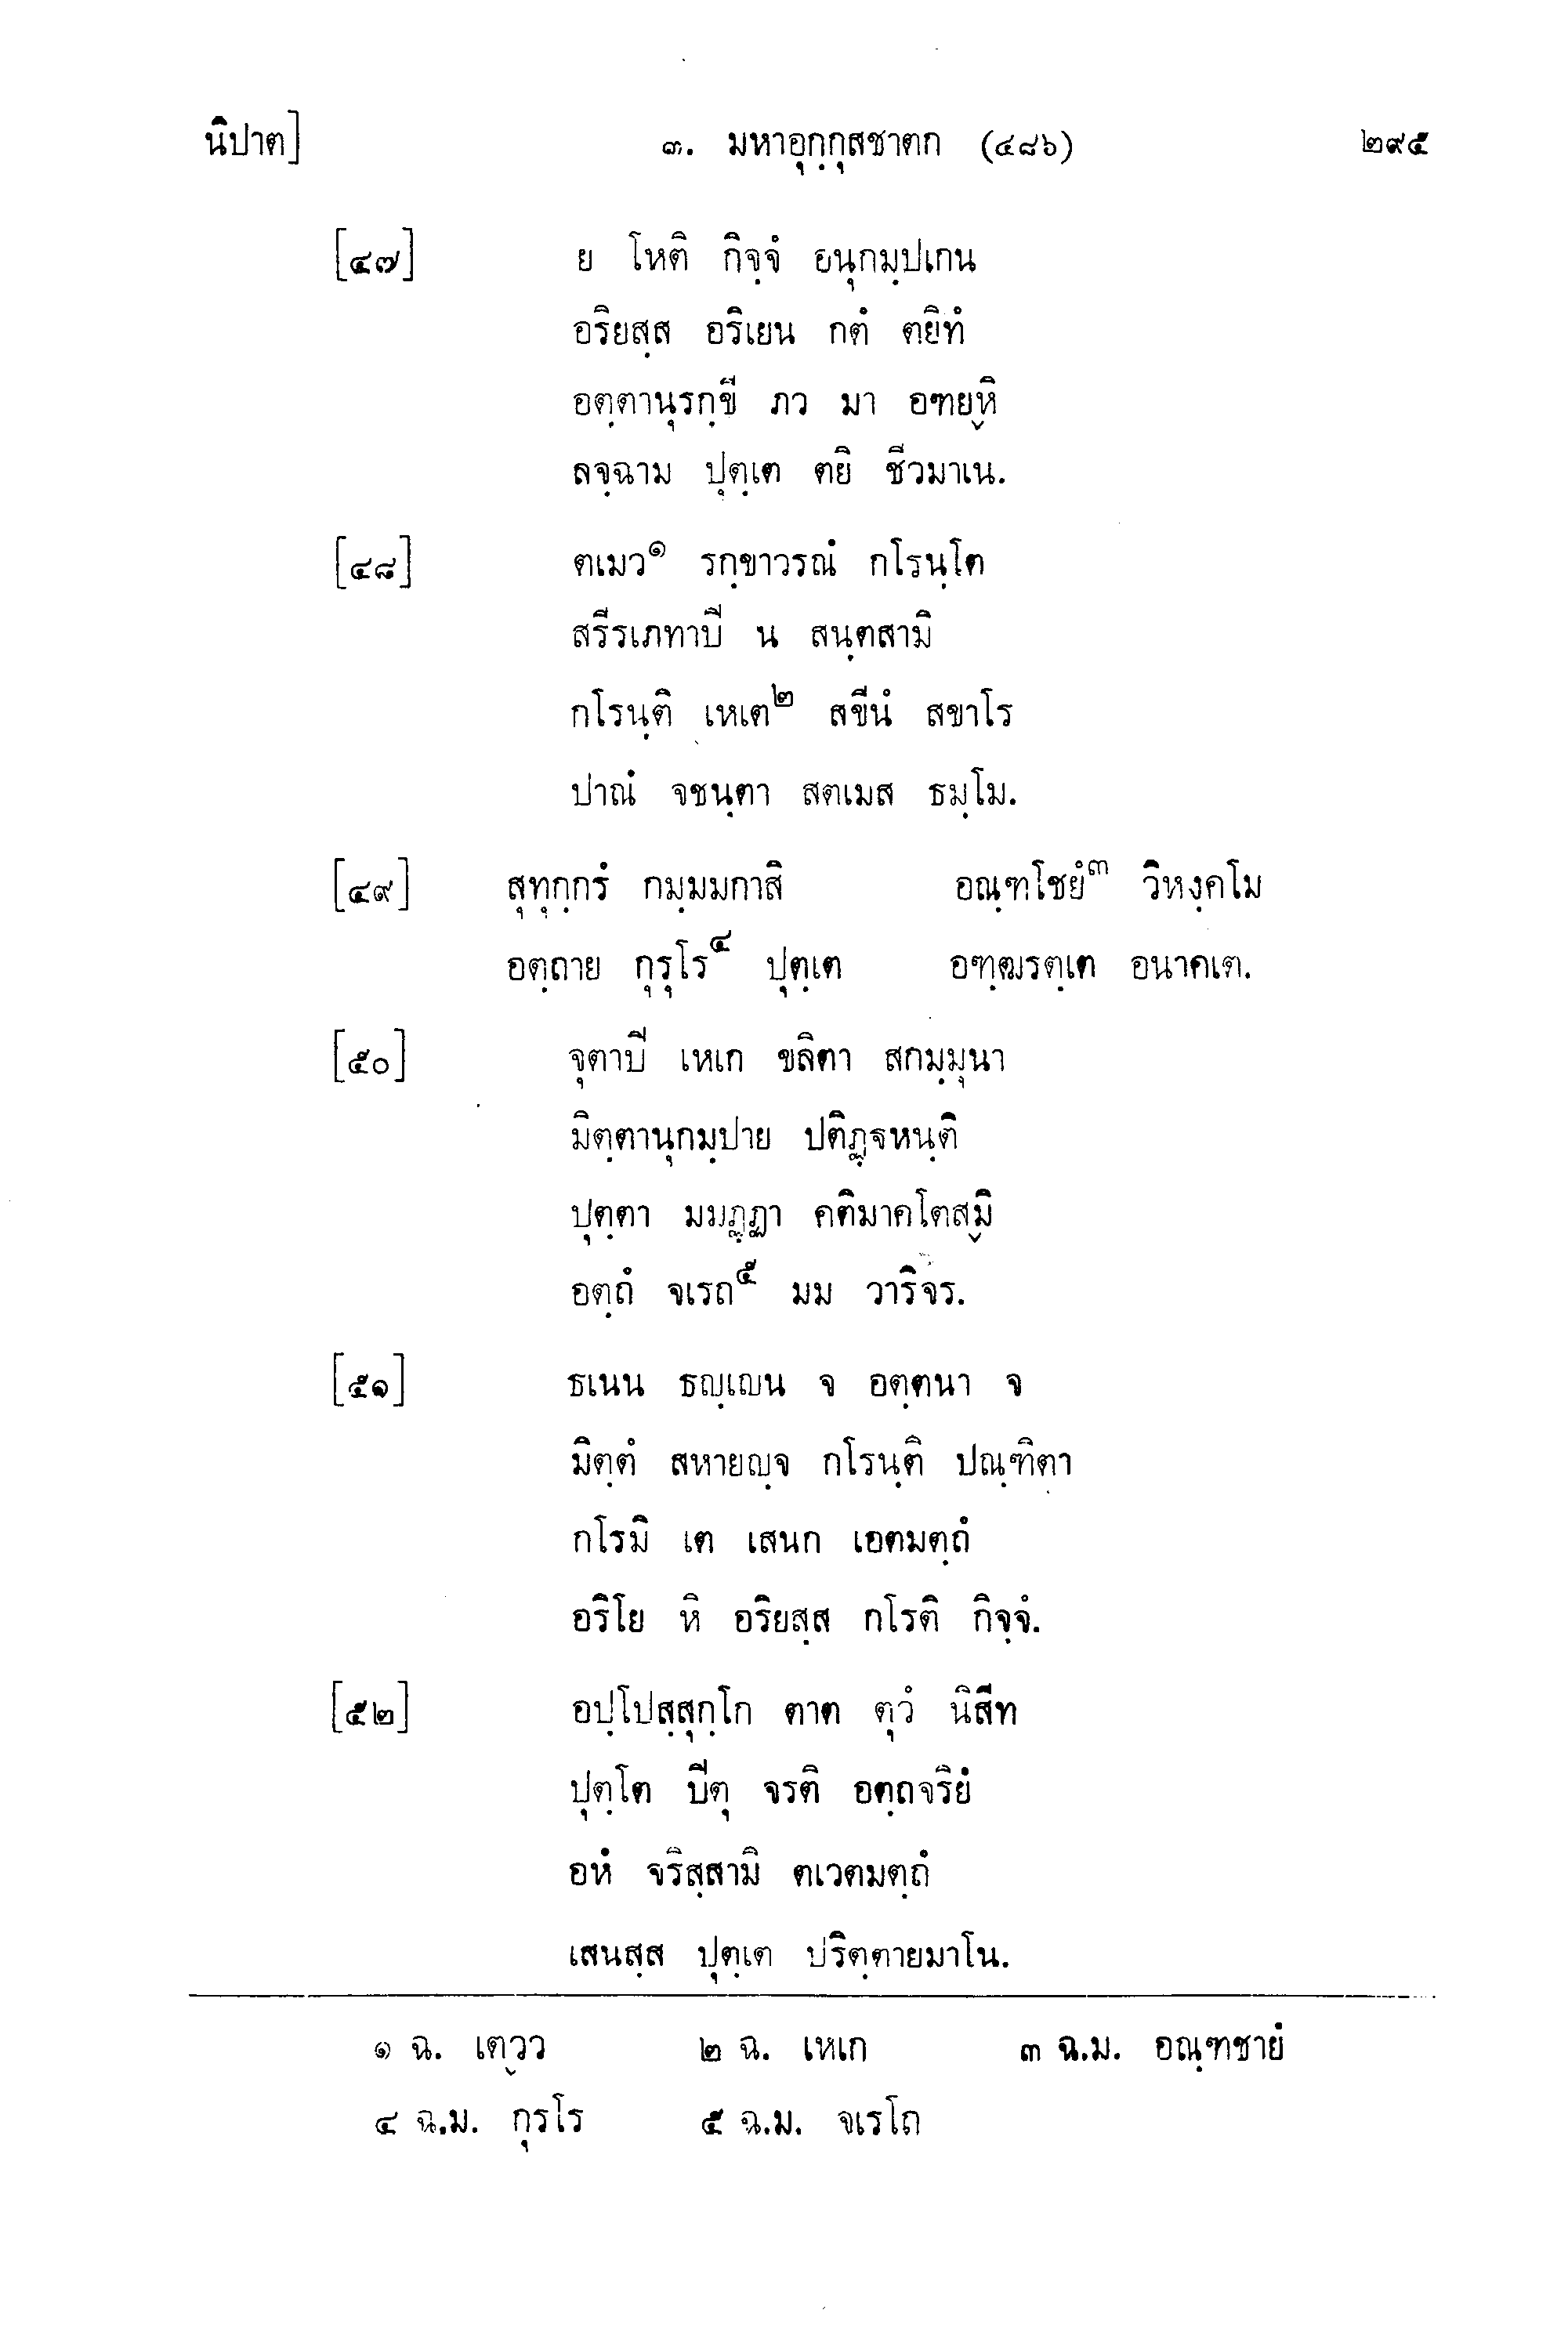 นิปาต] ๓. มหาอุกฺกุสชาตก (๔๘๖) ๒๙๕
[๔๗] ย โหติ กิจฺจํ อนุกมฺปเกน
อริยสฺส อริเยน กตํ ตยิทํ
อตฺตานุรกฺขี ภว มา อฑยฺหิ
ลจฺฉาม ปุตฺเต ตยิ ชีวมาเน.
[๔๘] ตเมว๑ รกฺขาวรณํ กโรนฺโต
สรีรเภทาปิ น สนฺตสามิ
กโรนฺติ เหเต๒ สขีนํ สขาโร
ปาณํ จชนฺตา สตเมส ธมฺโม.
[๔๙] สุทุกฺกรํ กมฺมมกาสิ อณฺฑโชยํ๓ วิหงฺคโม
อตฺถาย กุรุโร๔ ปุตฺเต อฑฺฒรตฺเต อนาคเต.
[๕๐] จุตาปิ เหเก ขลิตา สกมฺมุนา
มิตฺตานุกมฺปาย ปติฏฺฐหนฺติ
ปุตฺตา มมฏฺฏา คติมาคโตสฺมิ
อตฺถํ จเรถ๕ มม วาริจร.
[๕๑] ธเนน ธญฺเญน จ อตฺตนา จ
มิตฺตํ สหายญฺจ กโรนฺติ ปณฺฑิตา
กโรมิ เต เสนก เอตมตฺถํ
อริโย หิ อริยสฺส กโรติ กิจฺจํ.
[๕๒] อปฺโปสฺสุกฺโก ตาต ตุวํ นิสีท
ปุตฺโต ปิตุ จรติ อตฺถจริยํ
อหํ จริสฺสามิ ตเวตมตฺถํ
เสนสฺส ปุตฺเต ปริตฺตายมาโน.
๑ ฉ. เตฺวว ๒ ฉ. เหเก ๓ ฉ.ม. อณฺฑชายํ
๔ ฉ.ม. กุรโร ๕ ฉ.ม. จเรโถ